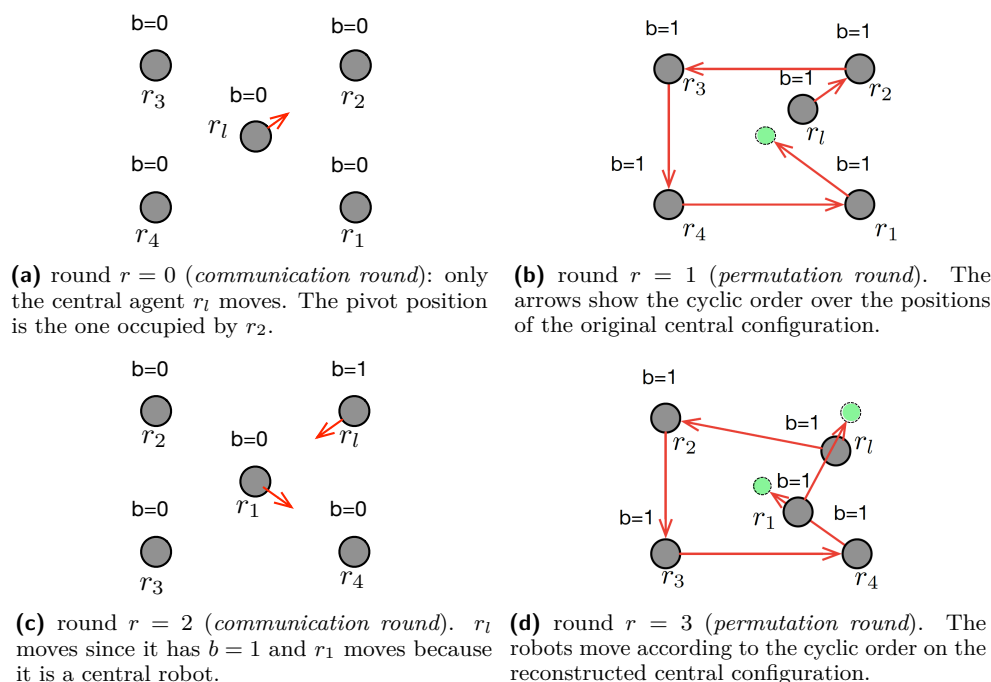 b=0
b=0
r3
r2
b=0
rl
b=0
b=0
r4
r1
(a) round r = 0 (communication round): only
the central agent rl moves. The pivot position
is the one occupied by r2.
b=1
b=1
b=1
r3
r2
rl
b=1
b=1
r4
r1
(b) round r = 1 (permutation round). The
arrows show the cyclic order over the positions
of the original central configuration.
b=0
b=1
r2
rl
b=0
r1
b=0
b=0
r3
r4
(c) round r = 2 (communication round). rl
moves since it has b = 1 and r1 moves because
it is a central robot.
b=1
b=1
r2
rl
b=1
r1
b=1
b=1
r3
r4
(d) round r = 3 (permutation round). The
robots move according to the cyclic order on the
reconstructed central configuration.